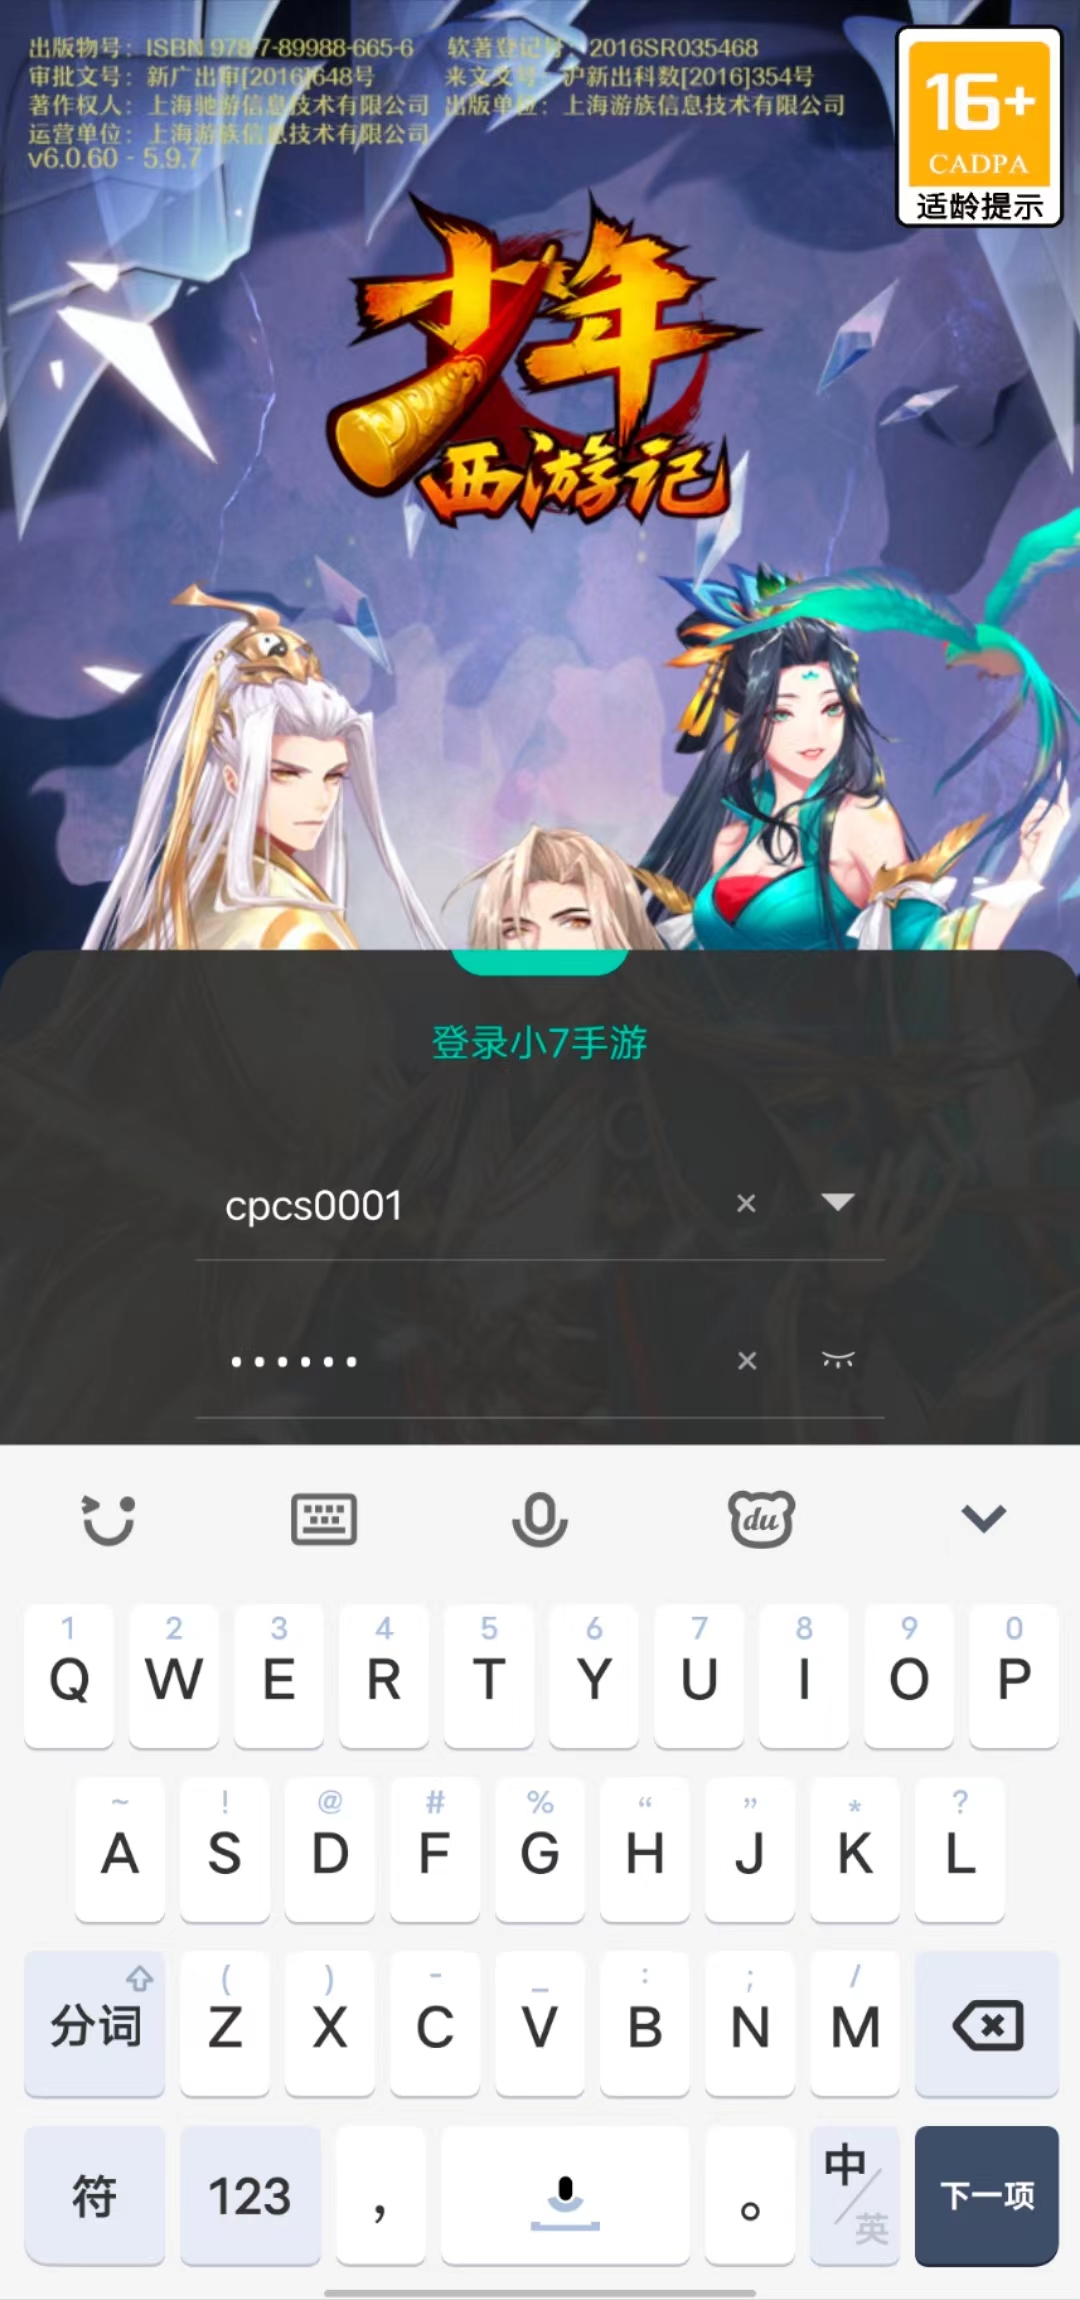 出版物号：ISBN 978-7-89988-665-6 软著登记号：2016SR035468
审批文号：新广出审[2016]648号 来文文号：沪新出科数[2016]354号
著作权人：上海驰游信息技术有限公司 出版单位：上海游族信息技术有限公司
运营单位：上海游族信息技术有限公司
v6.0.60 - 5.9.7
16+
CADPA
适龄提示
少年
西游记
登录小7手游
cpcs0001
••••••
du
1 2 3 4 5 6 7 8 9 0
Q W E R T Y U I O P
~ ! @ # % “ ” * ?
A S D F G H J K L
( ) - _ : ; /
分词 Z X C V B N M
符 123 ， 。 中/英 下一项